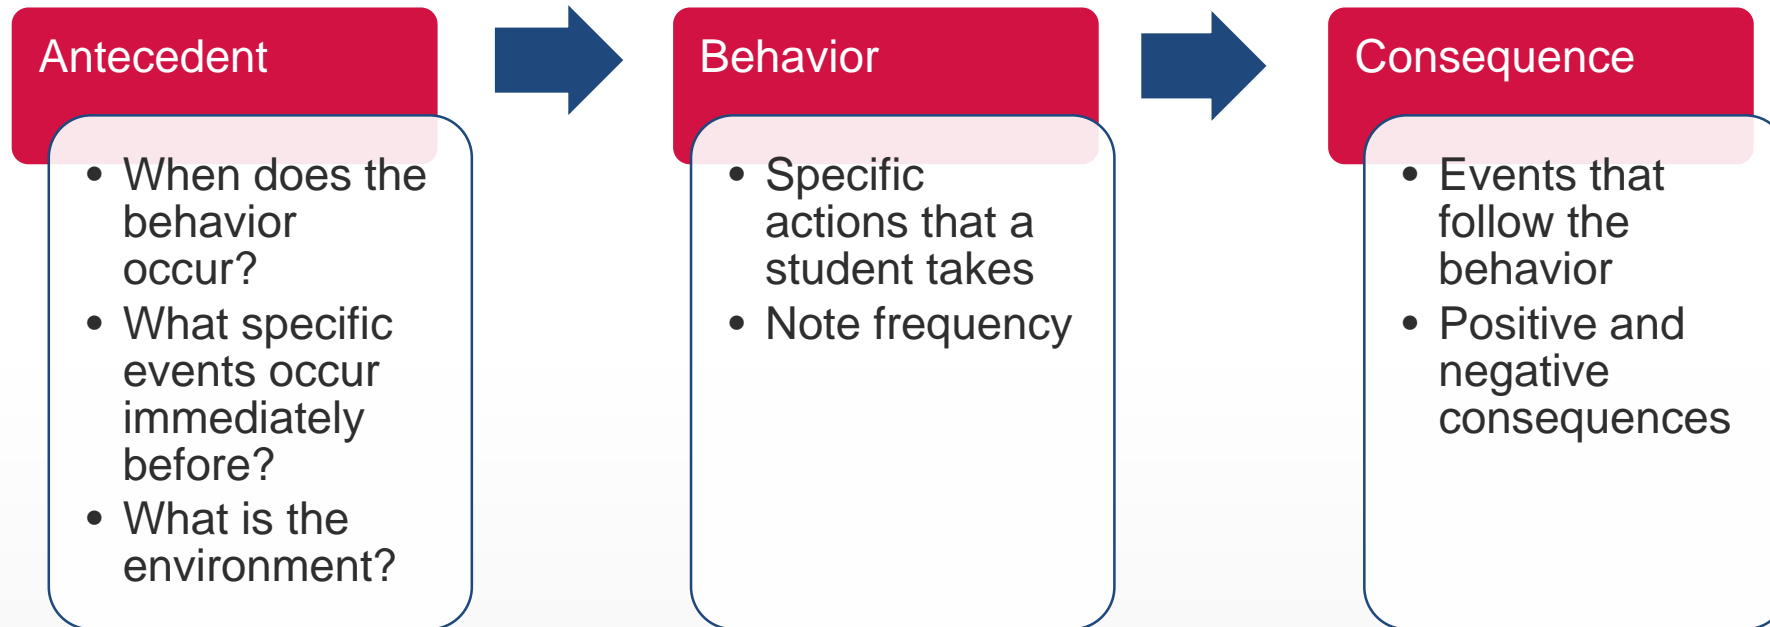 Antecedent
• When does the
behavior
occur?
• What specific
events occur
immediately
before?
• What is the
environment?
Behavior
• Specific
actions that a
student takes
• Note frequency
Consequence
• Events that
follow the
behavior
• Positive and
negative
consequences